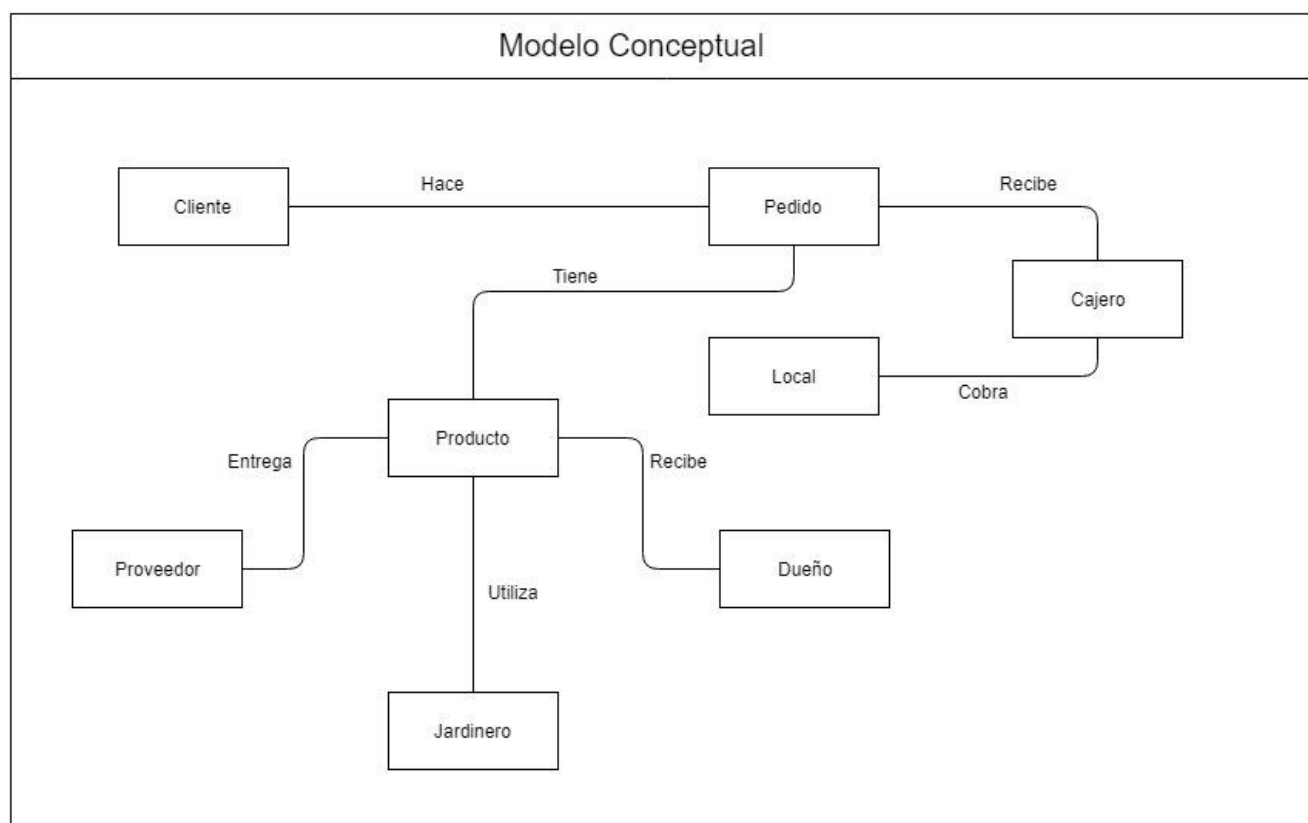 Modelo Conceptual
Hace
Recibe
Cliente
Pedido
Tiene
Cajero
Local
Cobra
Producto
Entrega
Recibe
Proveedor
Dueño
Utiliza
Jardinero